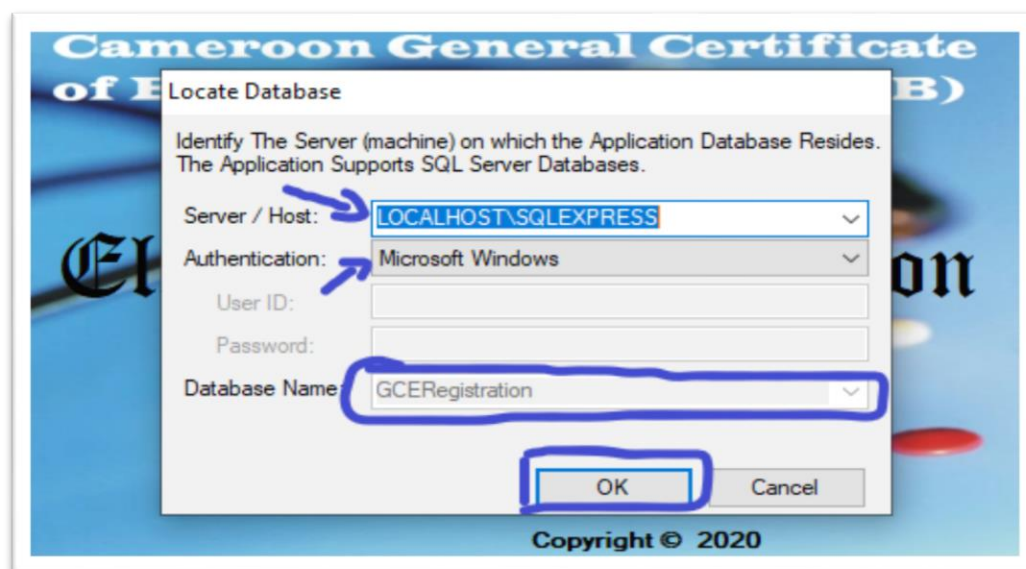 Cameroon General Certificate
of E B)
Locate Database
Identify The Server (machine) on which the Application Database Resides.
The Application Supports SQL Server Databases.
Server / Host: LOCALHOST\SQLEXPRESS
Authentication: Microsoft Windows
El on
User ID:
Password:
Database Name: GCERegistration
OK Cancel
Copyright © 2020